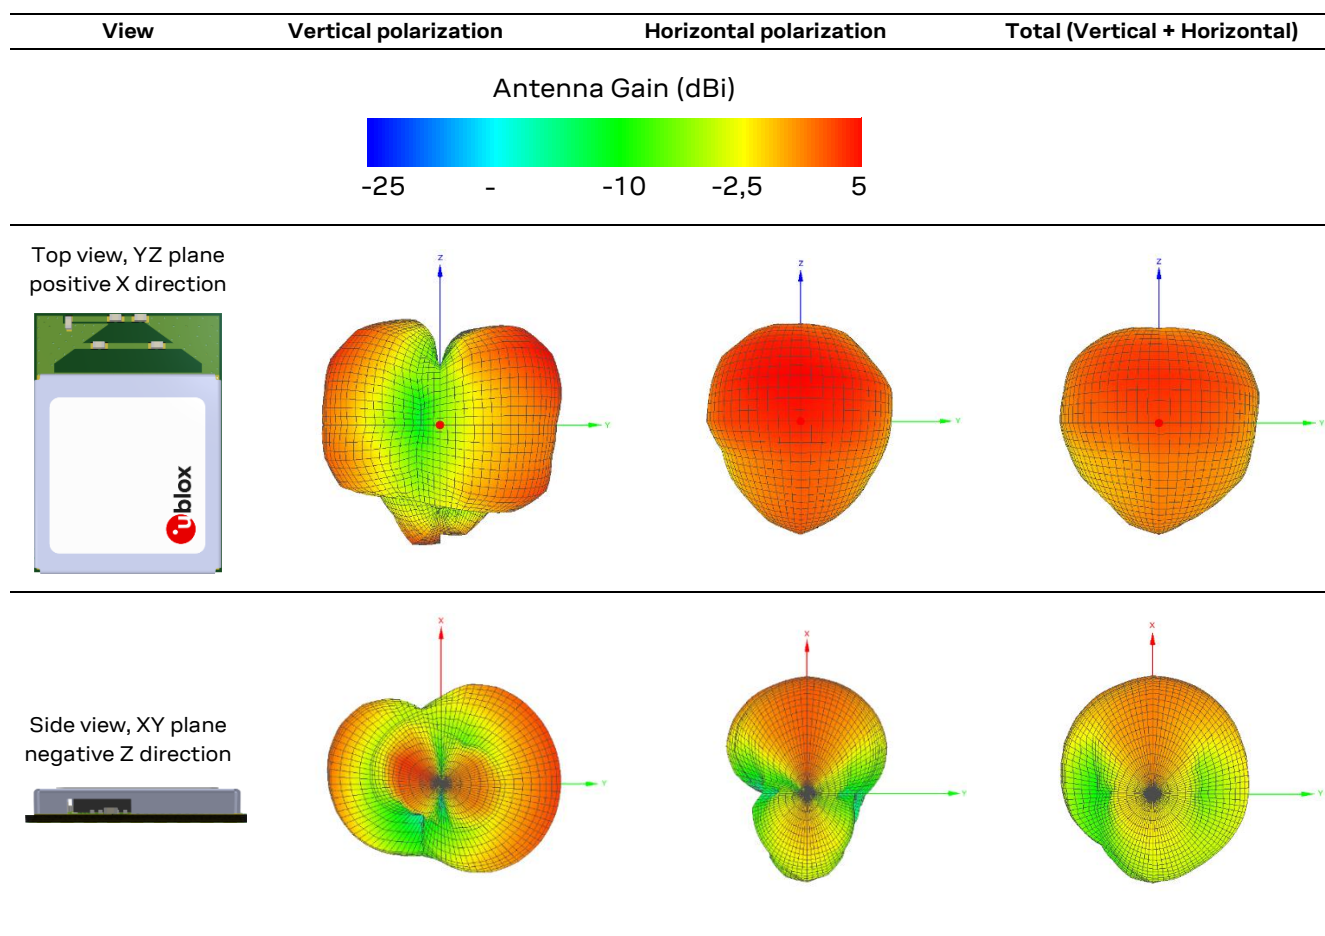 View Vertical polarization Horizontal polarization Total (Vertical + Horizontal)
Antenna Gain (dBi)
-25 - -10 -2,5 5
Top view, YZ plane
positive X direction
ublox
Z
Y
Z
Y
Z
Y
Side view, XY plane
negative Z direction
X
Y
X
Y
X
Y